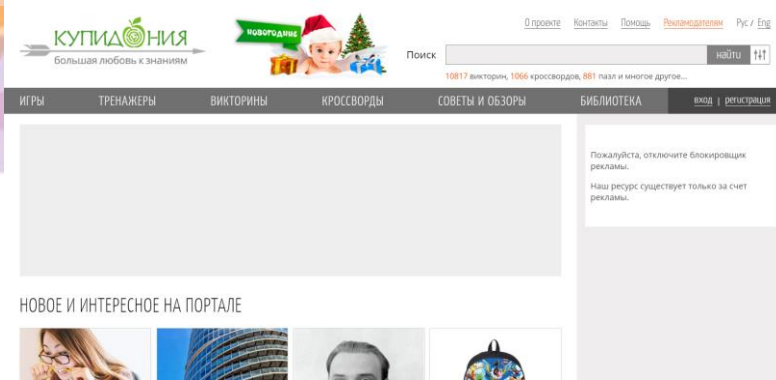 О проекте Контакты Помощь Рекламодателям Рус / Eng
КУПИДОНИЯ
большая любовь к знаниям
НОВОГОДНИЕ
Поиск найти
10817 викторин, 1066 кроссвордов, 881 пазл и многое другое...
ИГРЫ ТРЕНАЖЕРЫ ВИКТОРИНЫ КРОССВОРДЫ СОВЕТЫ И ОБЗОРЫ БИБЛИОТЕКА вход | регистрация
Пожалуйста, отключите блокировщик
рекламы.
Наш ресурс существует только за счет
рекламы.
НОВОЕ И ИНТЕРЕСНОЕ НА ПОРТАЛЕ